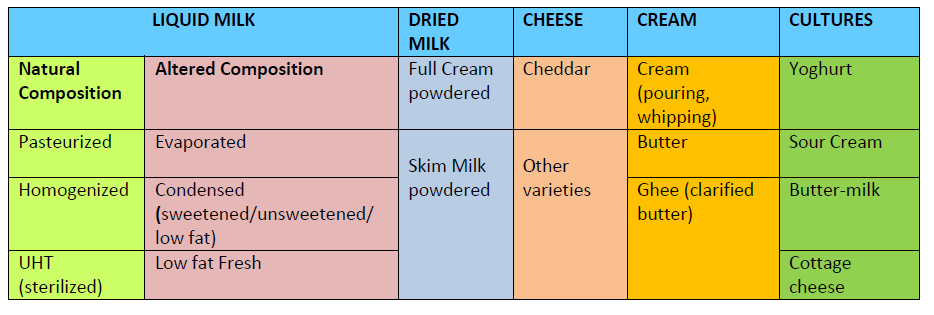 LIQUID MILK
DRIED
MILK
CHEESE
CREAM
CULTURES
Natural
Composition
Altered Composition
Full Cream
powdered
Cheddar
Cream
(pouring,
whipping)
Yoghurt
Pasteurized
Evaporated
Skim Milk
powdered
Other
varieties
Butter
Sour Cream
Homogenized
Condensed
(sweetened/unsweetened/
low fat)
Ghee (clarified
butter)
Butter-milk
UHT
(sterilized)
Low fat Fresh
Cottage
cheese